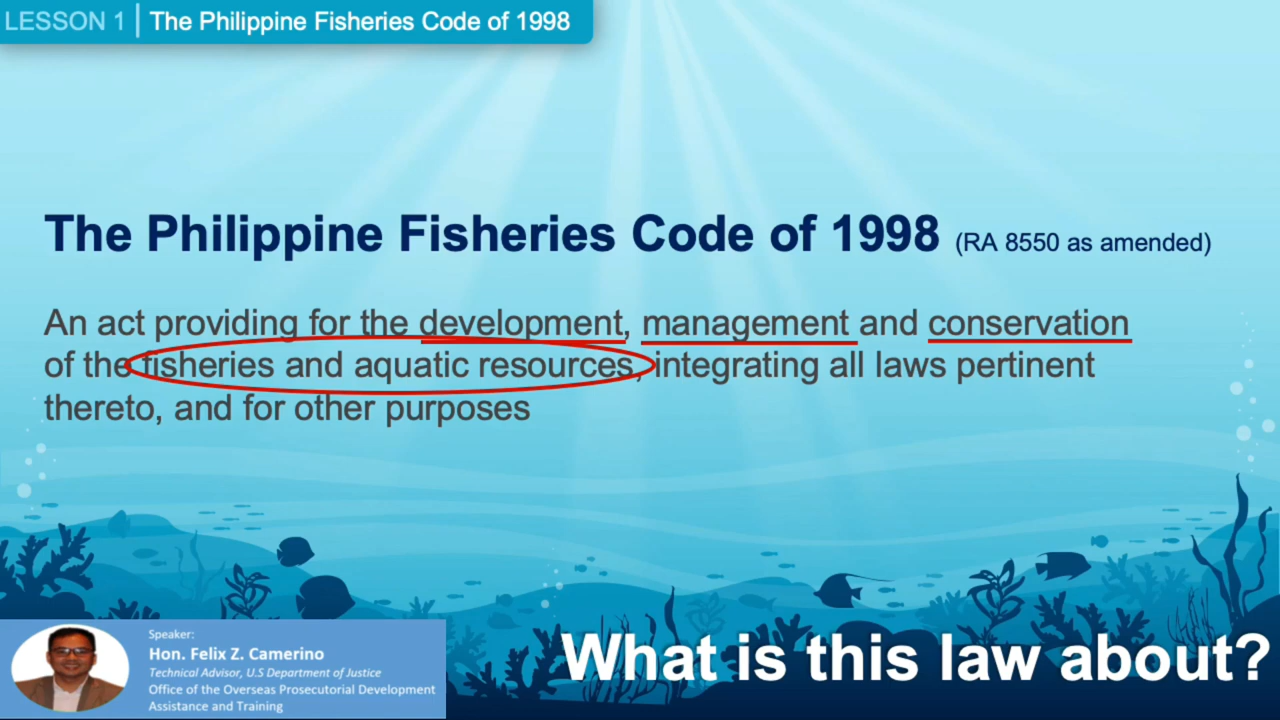 LESSON 1 | The Philippine Fisheries Code of 1998
The Philippine Fisheries Code of 1998 (RA 8550 as amended)
An act providing for the development, management and conservation
of the fisheries and aquatic resources, integrating all laws pertinent
thereto, and for other purposes
Speaker:
Hon. Felix Z. Camerino
Technical Advisor, U.S Department of Justice
Office of the Overseas Prosecutorial Development
Assistance and Training
What is this law about?